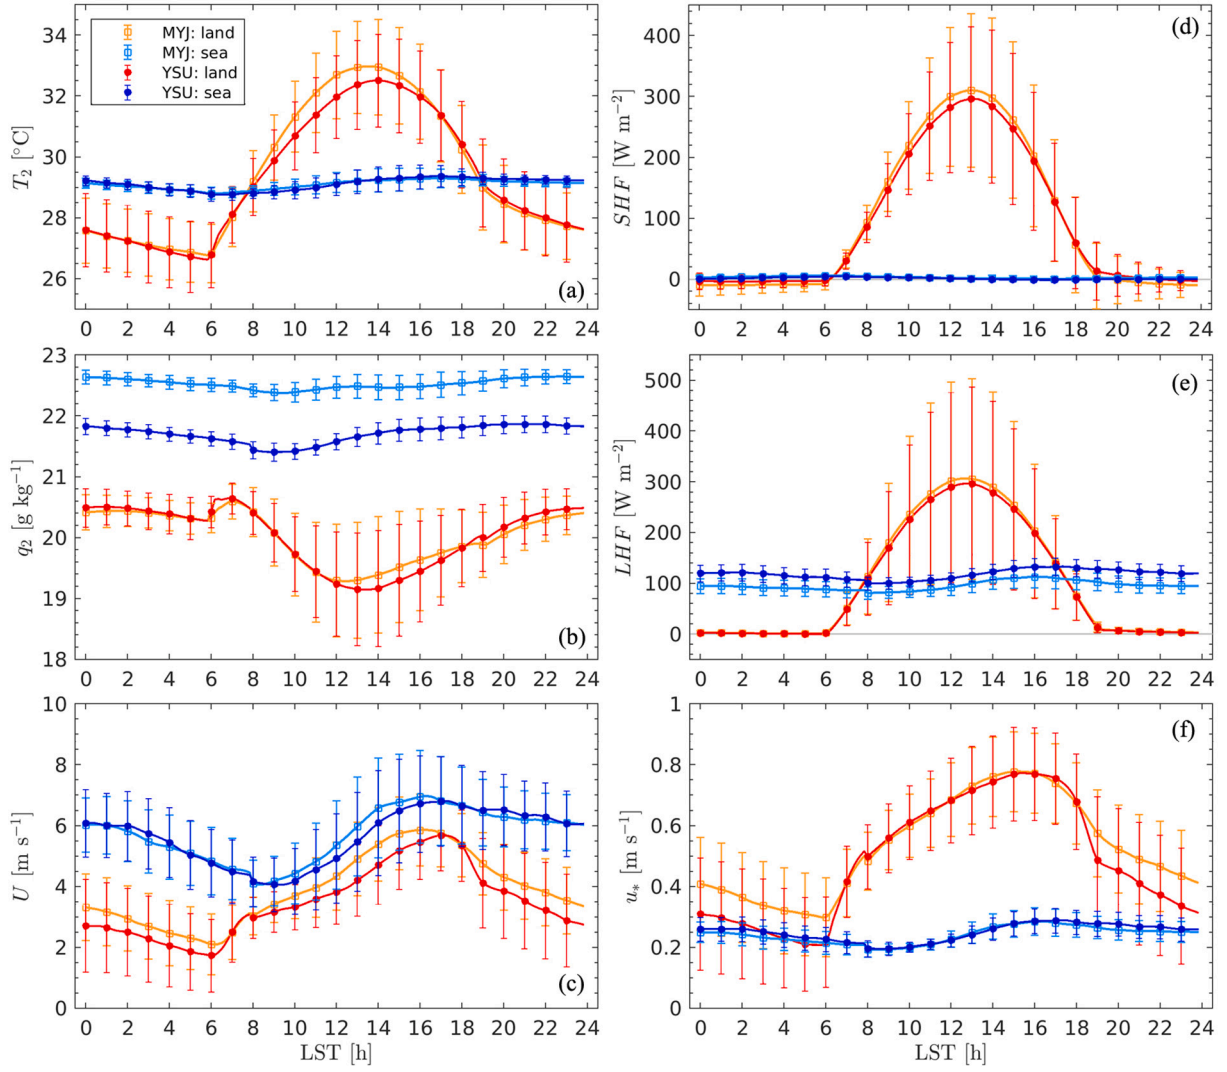 MYJ: land
MYJ: sea
YSU: land
YSU: sea
34
32
30
28
26
T₂ [°C]
(a)
0 2 4 6 8 10 12 14 16 18 20 22 24
400
300
200
100
0
SHF [W m⁻²]
(d)
0 2 4 6 8 10 12 14 16 18 20 22 24
23
22
21
20
19
18
q₂ [g kg⁻¹]
(b)
0 2 4 6 8 10 12 14 16 18 20 22 24
500
400
300
200
100
0
LHF [W m⁻²]
(e)
0 2 4 6 8 10 12 14 16 18 20 22 24
10
8
6
4
2
0
U [m s⁻¹]
(c)
0 2 4 6 8 10 12 14 16 18 20 22 24
LST [h]
1
0.8
0.6
0.4
0.2
0
u* [m s⁻¹]
(f)
0 2 4 6 8 10 12 14 16 18 20 22 24
LST [h]